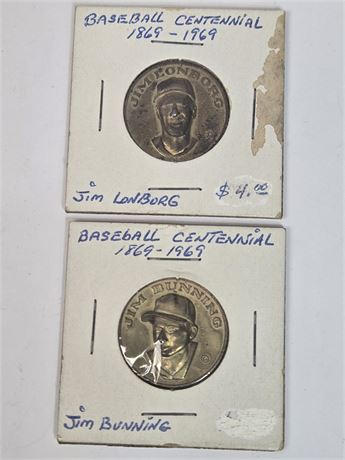 BASEBALL CENTENNIAL
1869-1969
JIM LONBORG
Jim LONBORG $4.00
BASEBALL CENTENNIAL
1869-1969
JIM BUNNING
©
Jim BUNNING